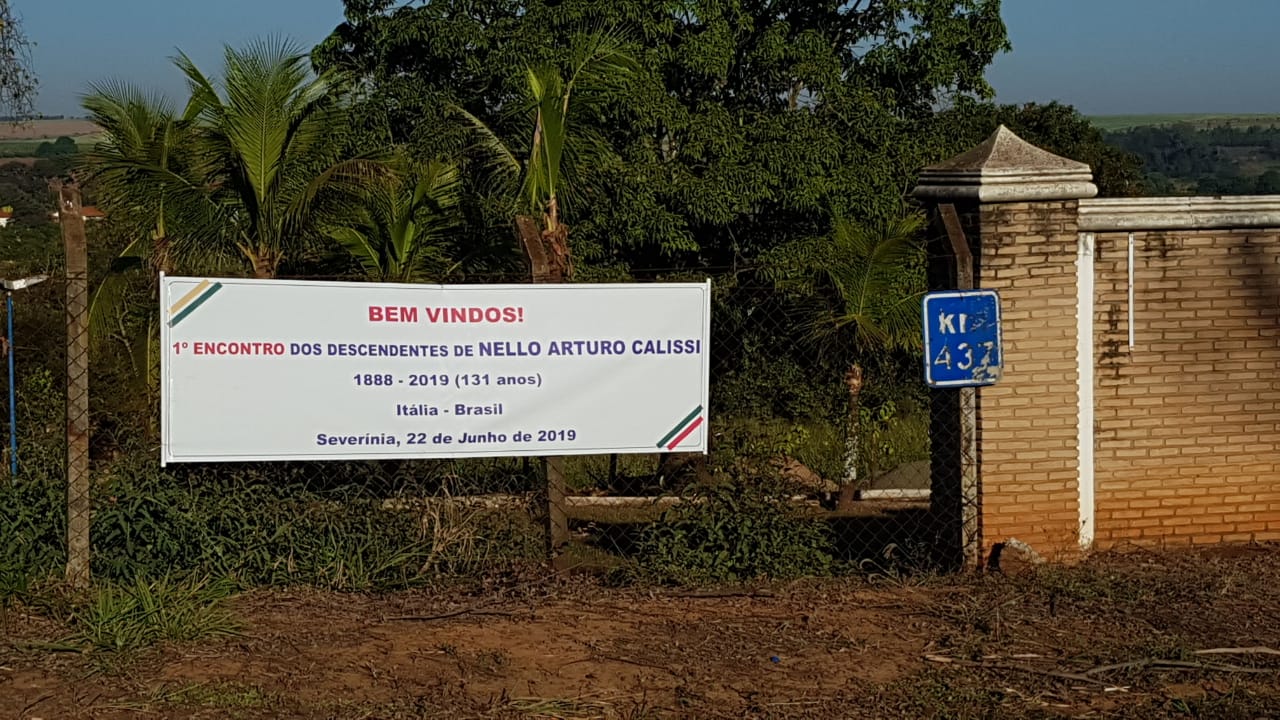 BEM VINDOS!
1º ENCONTRO DOS DESCENDENTES DE NELLO ARTURO CALISSI
1888 - 2019 (131 anos)
Itália - Brasil
Severínia, 22 de Junho de 2019
437